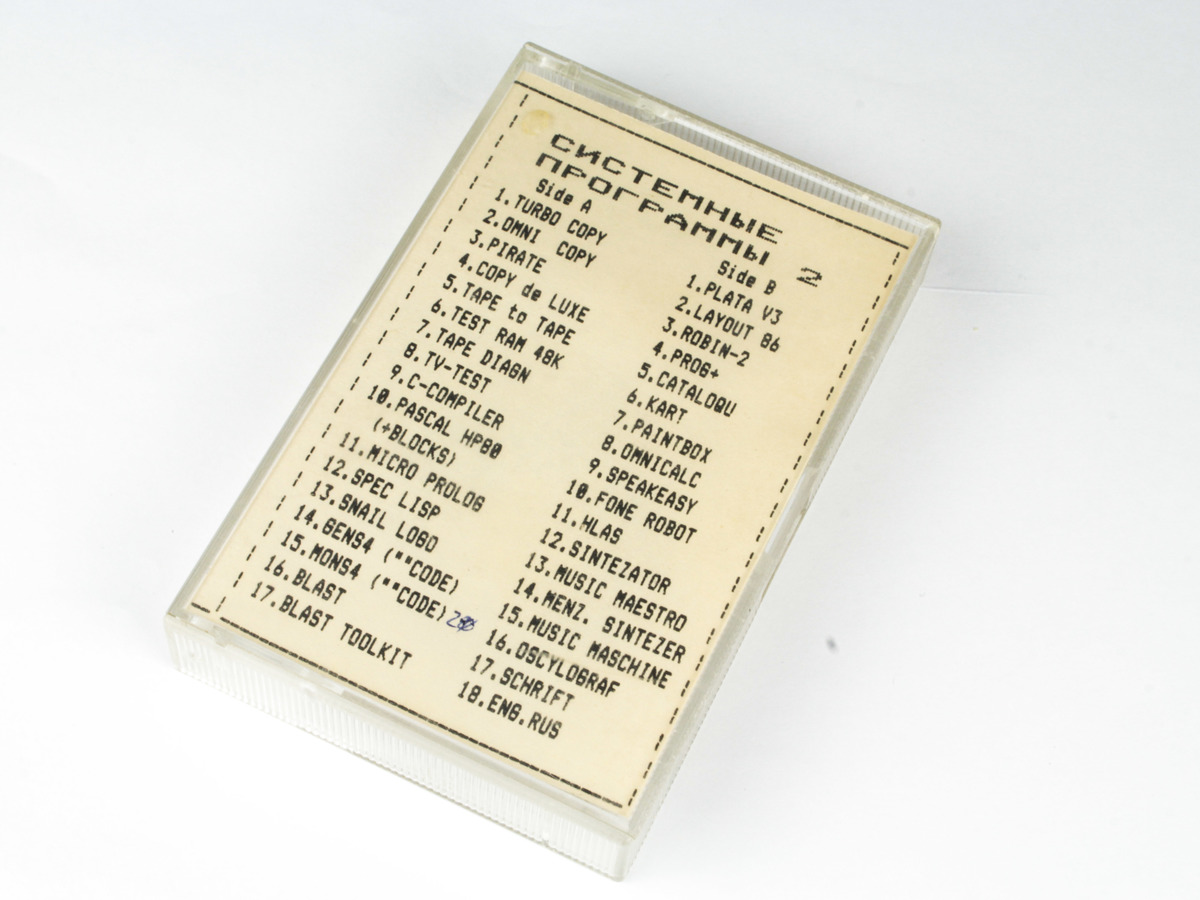 СИСТЕМНЫЕ
ПРОГРАММЫ 2
Side A
1.TURBO COPY
2.OMNI COPY
3.PIRATE
4.COPY de LUXE
5.TAPE to TAPE
6.TEST RAM 48K
7.TAPE DIAGN
8.TV-TEST
9.C-COMPILER
10.PASCAL HP80
(+BLOCKS)
11.MICRO PROLOG
12.SPEC LISP
13.SNAIL LOGO
14.GENS4 (""CODE)
15.MONS4 (""CODE)
16.BLAST
17.BLAST TOOLKIT
Side B
1.PLATA V3
2.LAYOUT 86
3.ROBIN-2
4.PROG+
5.CATALOQU
6.KART
7.PAINTBOX
8.OMNICALC
9.SPEAKEASY
10.FONE ROBOT
11.HLAS
12.SINTEZATOR
13.MUSIC MAESTRO
14.MENZ. SINTEZER
15.MUSIC MASCHINE
16.OSCYLOGRAF
17.SCHRIFT
18.ENG.RUS